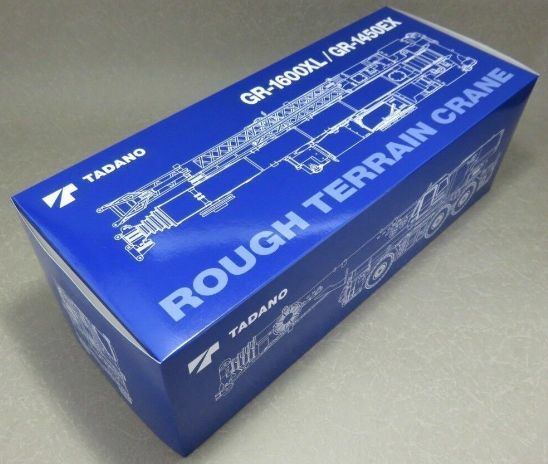 GR-1600XL / GR-1450EX
TADANO
ROUGH TERRAIN CRANE
TADANO